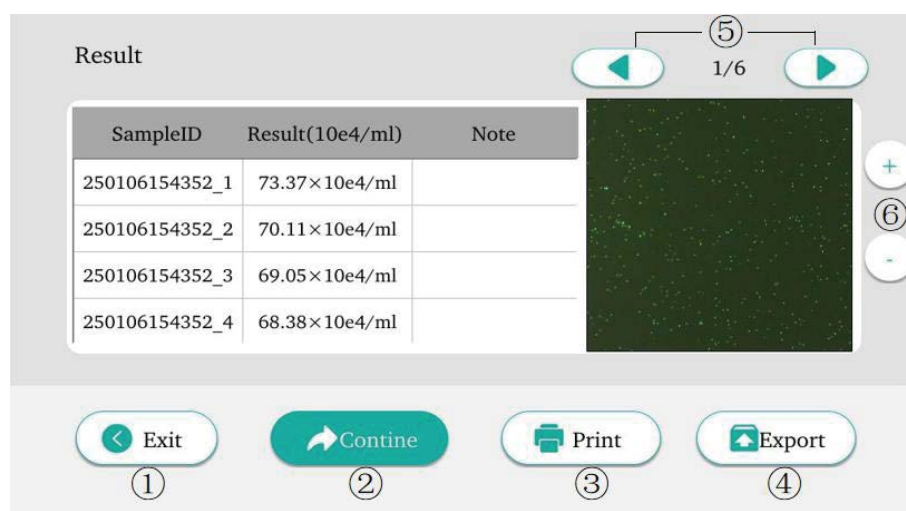 ⑤
Result
1/6
SampleID Result(10e4/ml) Note
250106154352_1 73.37×10e4/ml
+
250106154352_2 70.11×10e4/ml
⑥
250106154352_3 69.05×10e4/ml
-
250106154352_4 68.38×10e4/ml
Exit Contine Print Export
① ② ③ ④